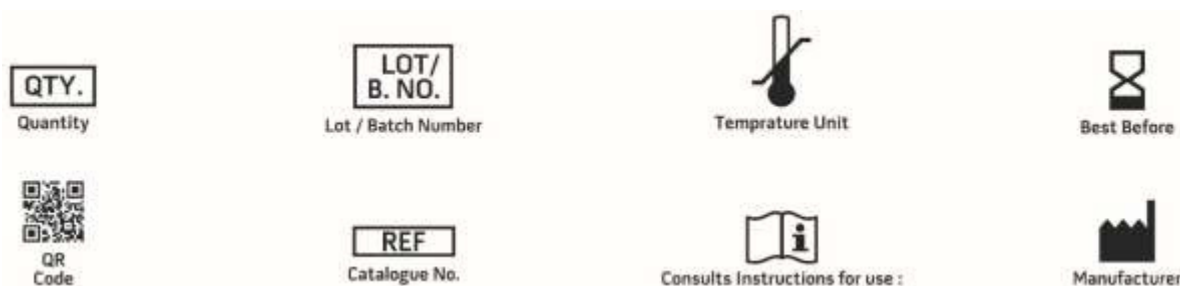 QTY.
Quantity
LOT/
B. NO.
Lot / Batch Number
Temprature Unit
Best Before
QR
Code
REF
Catalogue No.
i
Consults Instructions for use :
Manufacturer